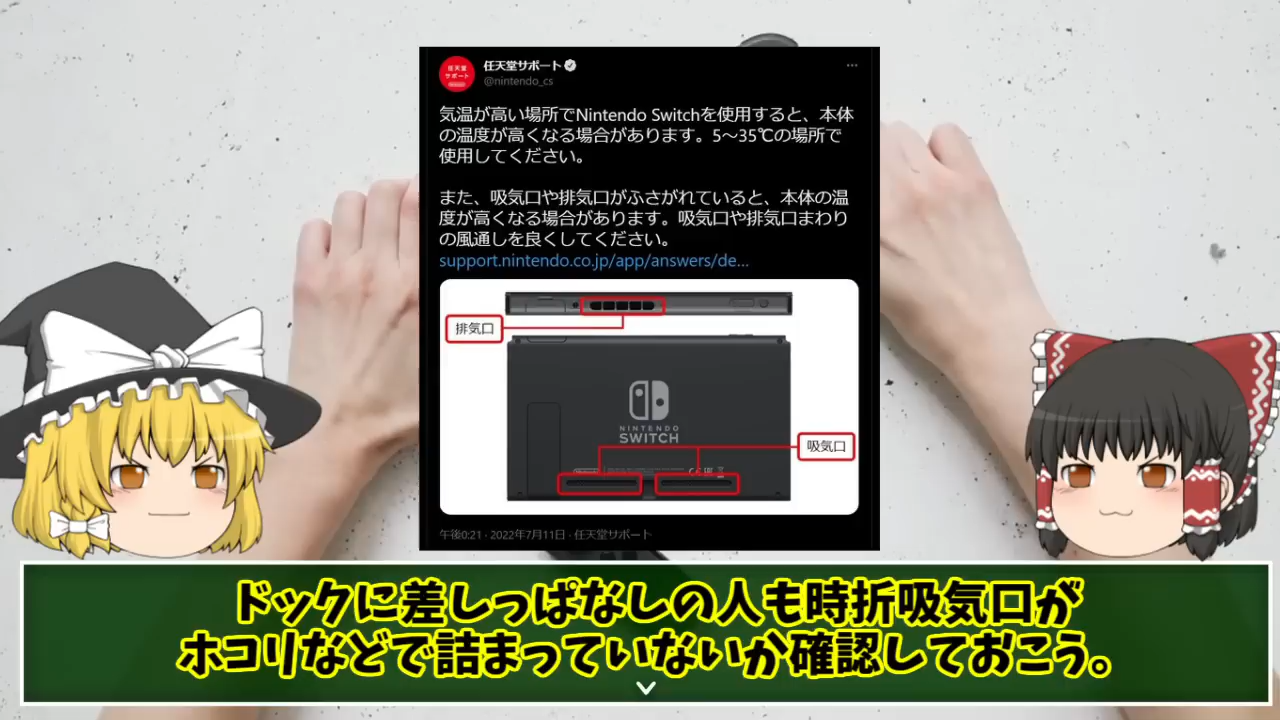 任天堂サポート
@nintendo_cs
気温が高い場所でNintendo Switchを使用すると、本体
の温度が高くなる場合があります。5～35℃の場所で
使用してください。
また、吸気口や排気口がふさがれていると、本体の温
度が高くなる場合があります。吸気口や排気口まわり
の風通しを良くしてください。
support.nintendo.co.jp/app/answers/de...
排気口
NINTENDO
SWITCH
吸気口
午後0:21 · 2022年7月11日 · 任天堂サポート
ドックに差しっぱなしの人も時折吸気口が
ホコリなどで詰まっていないか確認しておこう。